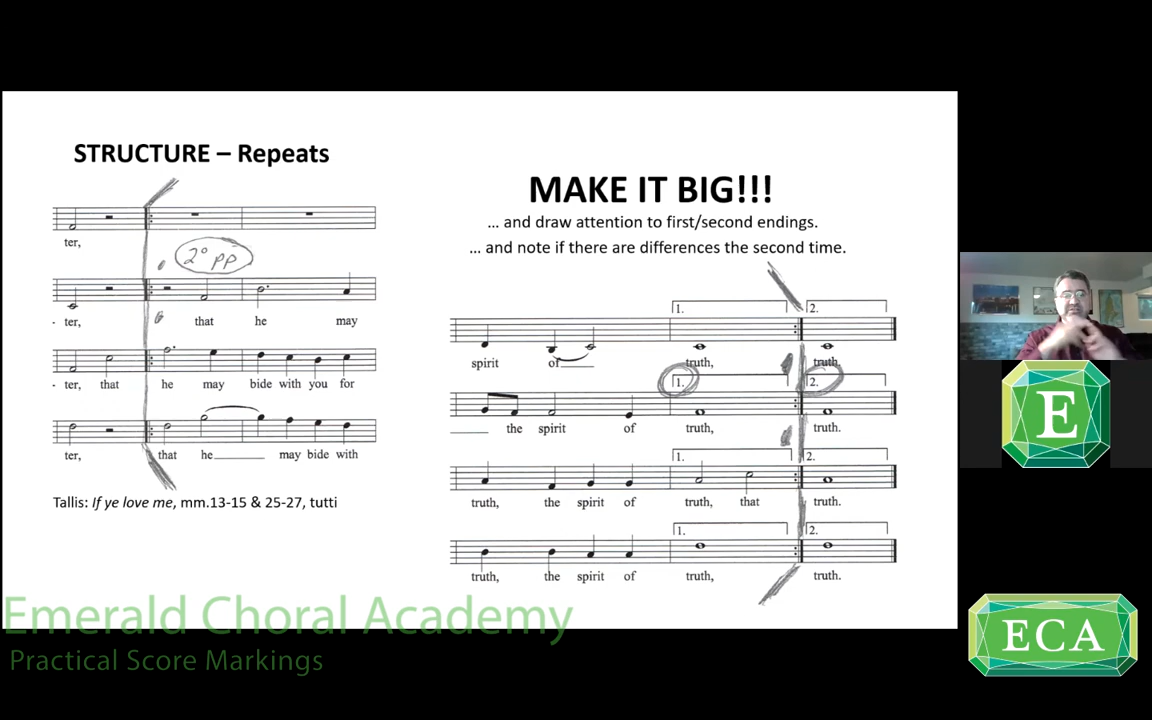 STRUCTURE – Repeats
ter,
2° pp
- ter, that he may
- ter, that he may bide with you for
ter, that he may bide with
Tallis: If ye love me, mm.13-15 & 25-27, tutti
MAKE IT BIG!!!
... and draw attention to first/second endings.
... and note if there are differences the second time.
1. 2.
spirit of truth, truth.
1. 2.
the spirit of truth, truth.
1. 2.
truth, the spirit of truth, that truth.
1. 2.
truth, the spirit of truth, truth.
E
Emerald Choral Academy
Practical Score Markings
ECA